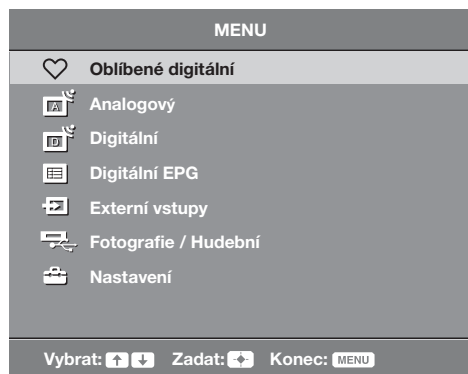 MENU
Oblíbené digitální
A Analogový
D Digitální
Digitální EPG
Externí vstupy
Fotografie / Hudební
Nastavení
Vybrat: ↑ ↓ Zadat: Konec: MENU